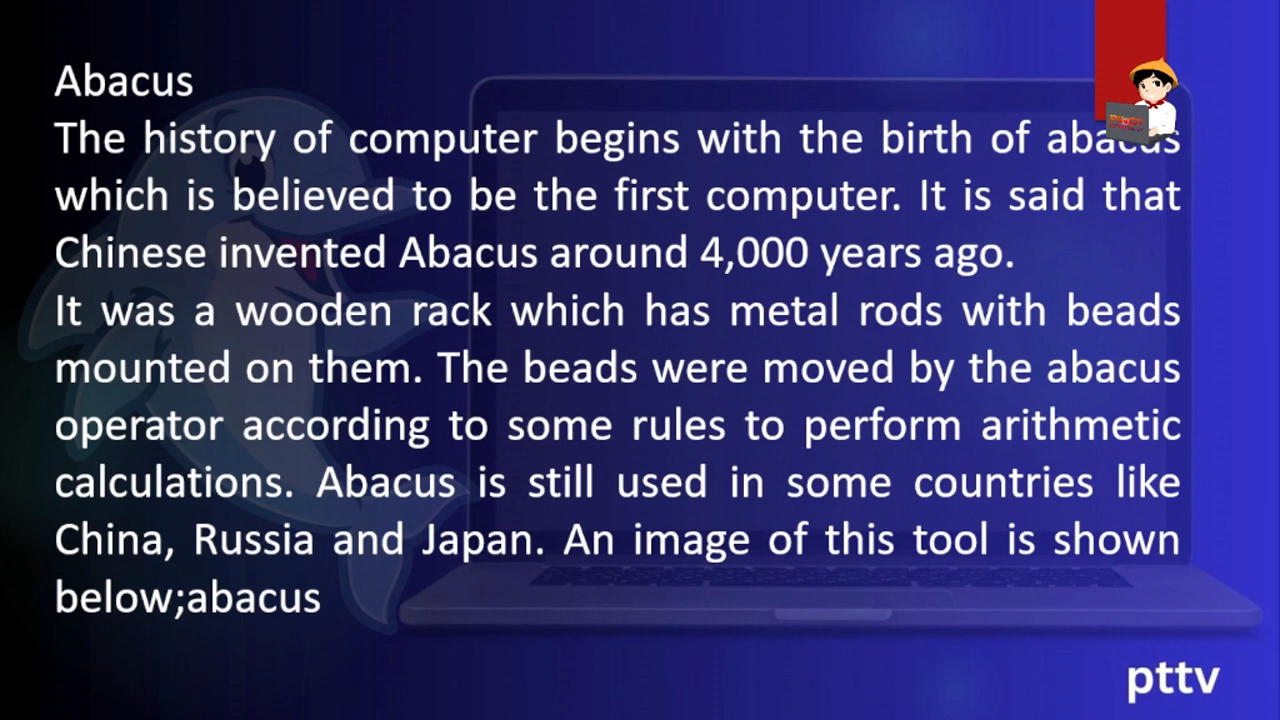 Abacus
The history of computer begins with the birth of abacus
which is believed to be the first computer. It is said that
Chinese invented Abacus around 4,000 years ago.
It was a wooden rack which has metal rods with beads
mounted on them. The beads were moved by the abacus
operator according to some rules to perform arithmetic
calculations. Abacus is still used in some countries like
China, Russia and Japan. An image of this tool is shown
below;abacus
pttv